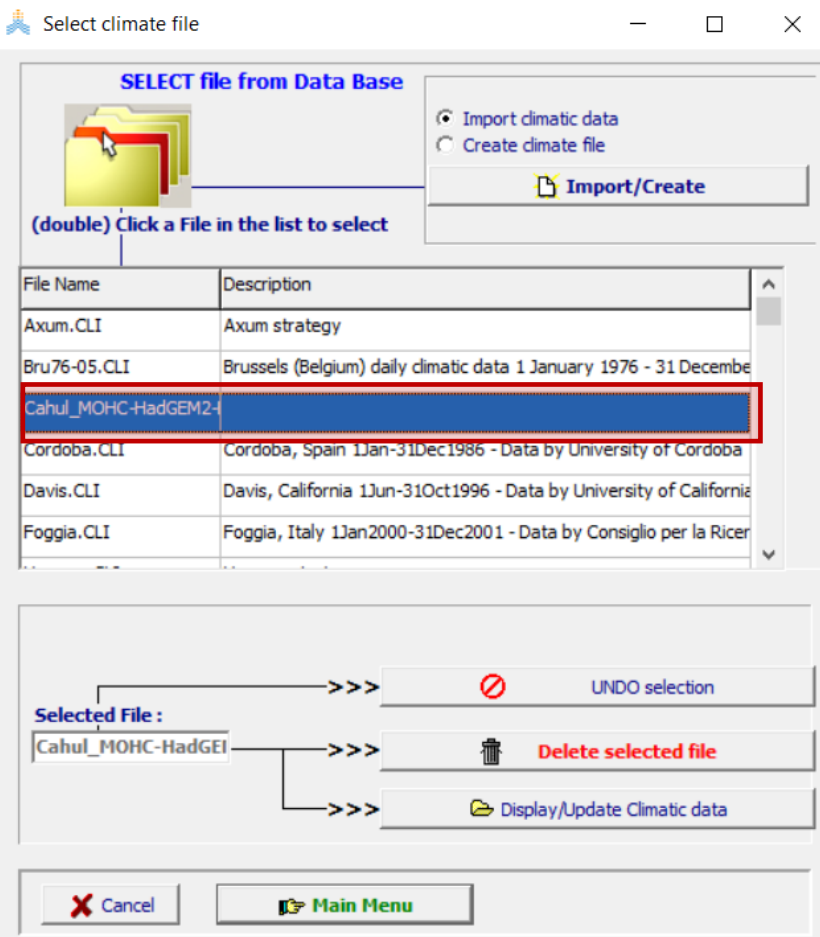 Select climate file
SELECT file from Data Base
Import climatic data
Create climate file
Import/Create
(double) Click a File in the list to select
File Name Description
Axum.CLI Axum strategy
Bru76-05.CLI Brussels (Belgium) daily climatic data 1 January 1976 - 31 Decembe
Cahul_MOHC-HadGEM2-
Cordoba.CLI Cordoba, Spain 1Jan-31Dec1986 - Data by University of Cordoba
Davis.CLI Davis, California 1Jun-31Oct1996 - Data by University of California
Foggia.CLI Foggia, Italy 1Jan2000-31Dec2001 - Data by Consiglio per la Ricer
>>> UNDO selection
Selected File :
Cahul_MOHC-HadGEI >>> Delete selected file
>>> Display/Update Climatic data
Cancel Main Menu